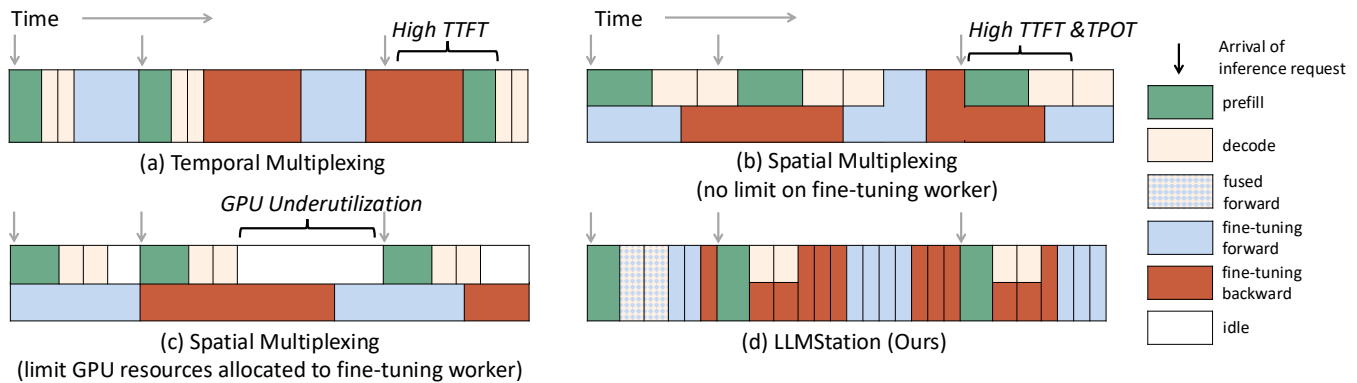 Time
High TTFT
(a) Temporal Multiplexing
Time
High TTFT &TPOT
(b) Spatial Multiplexing
(no limit on fine-tuning worker)
GPU Underutilization
(c) Spatial Multiplexing
(limit GPU resources allocated to fine-tuning worker)
(d) LLMStation (Ours)
Arrival of
inference request
prefill
decode
fused
forward
fine-tuning
forward
fine-tuning
backward
idle